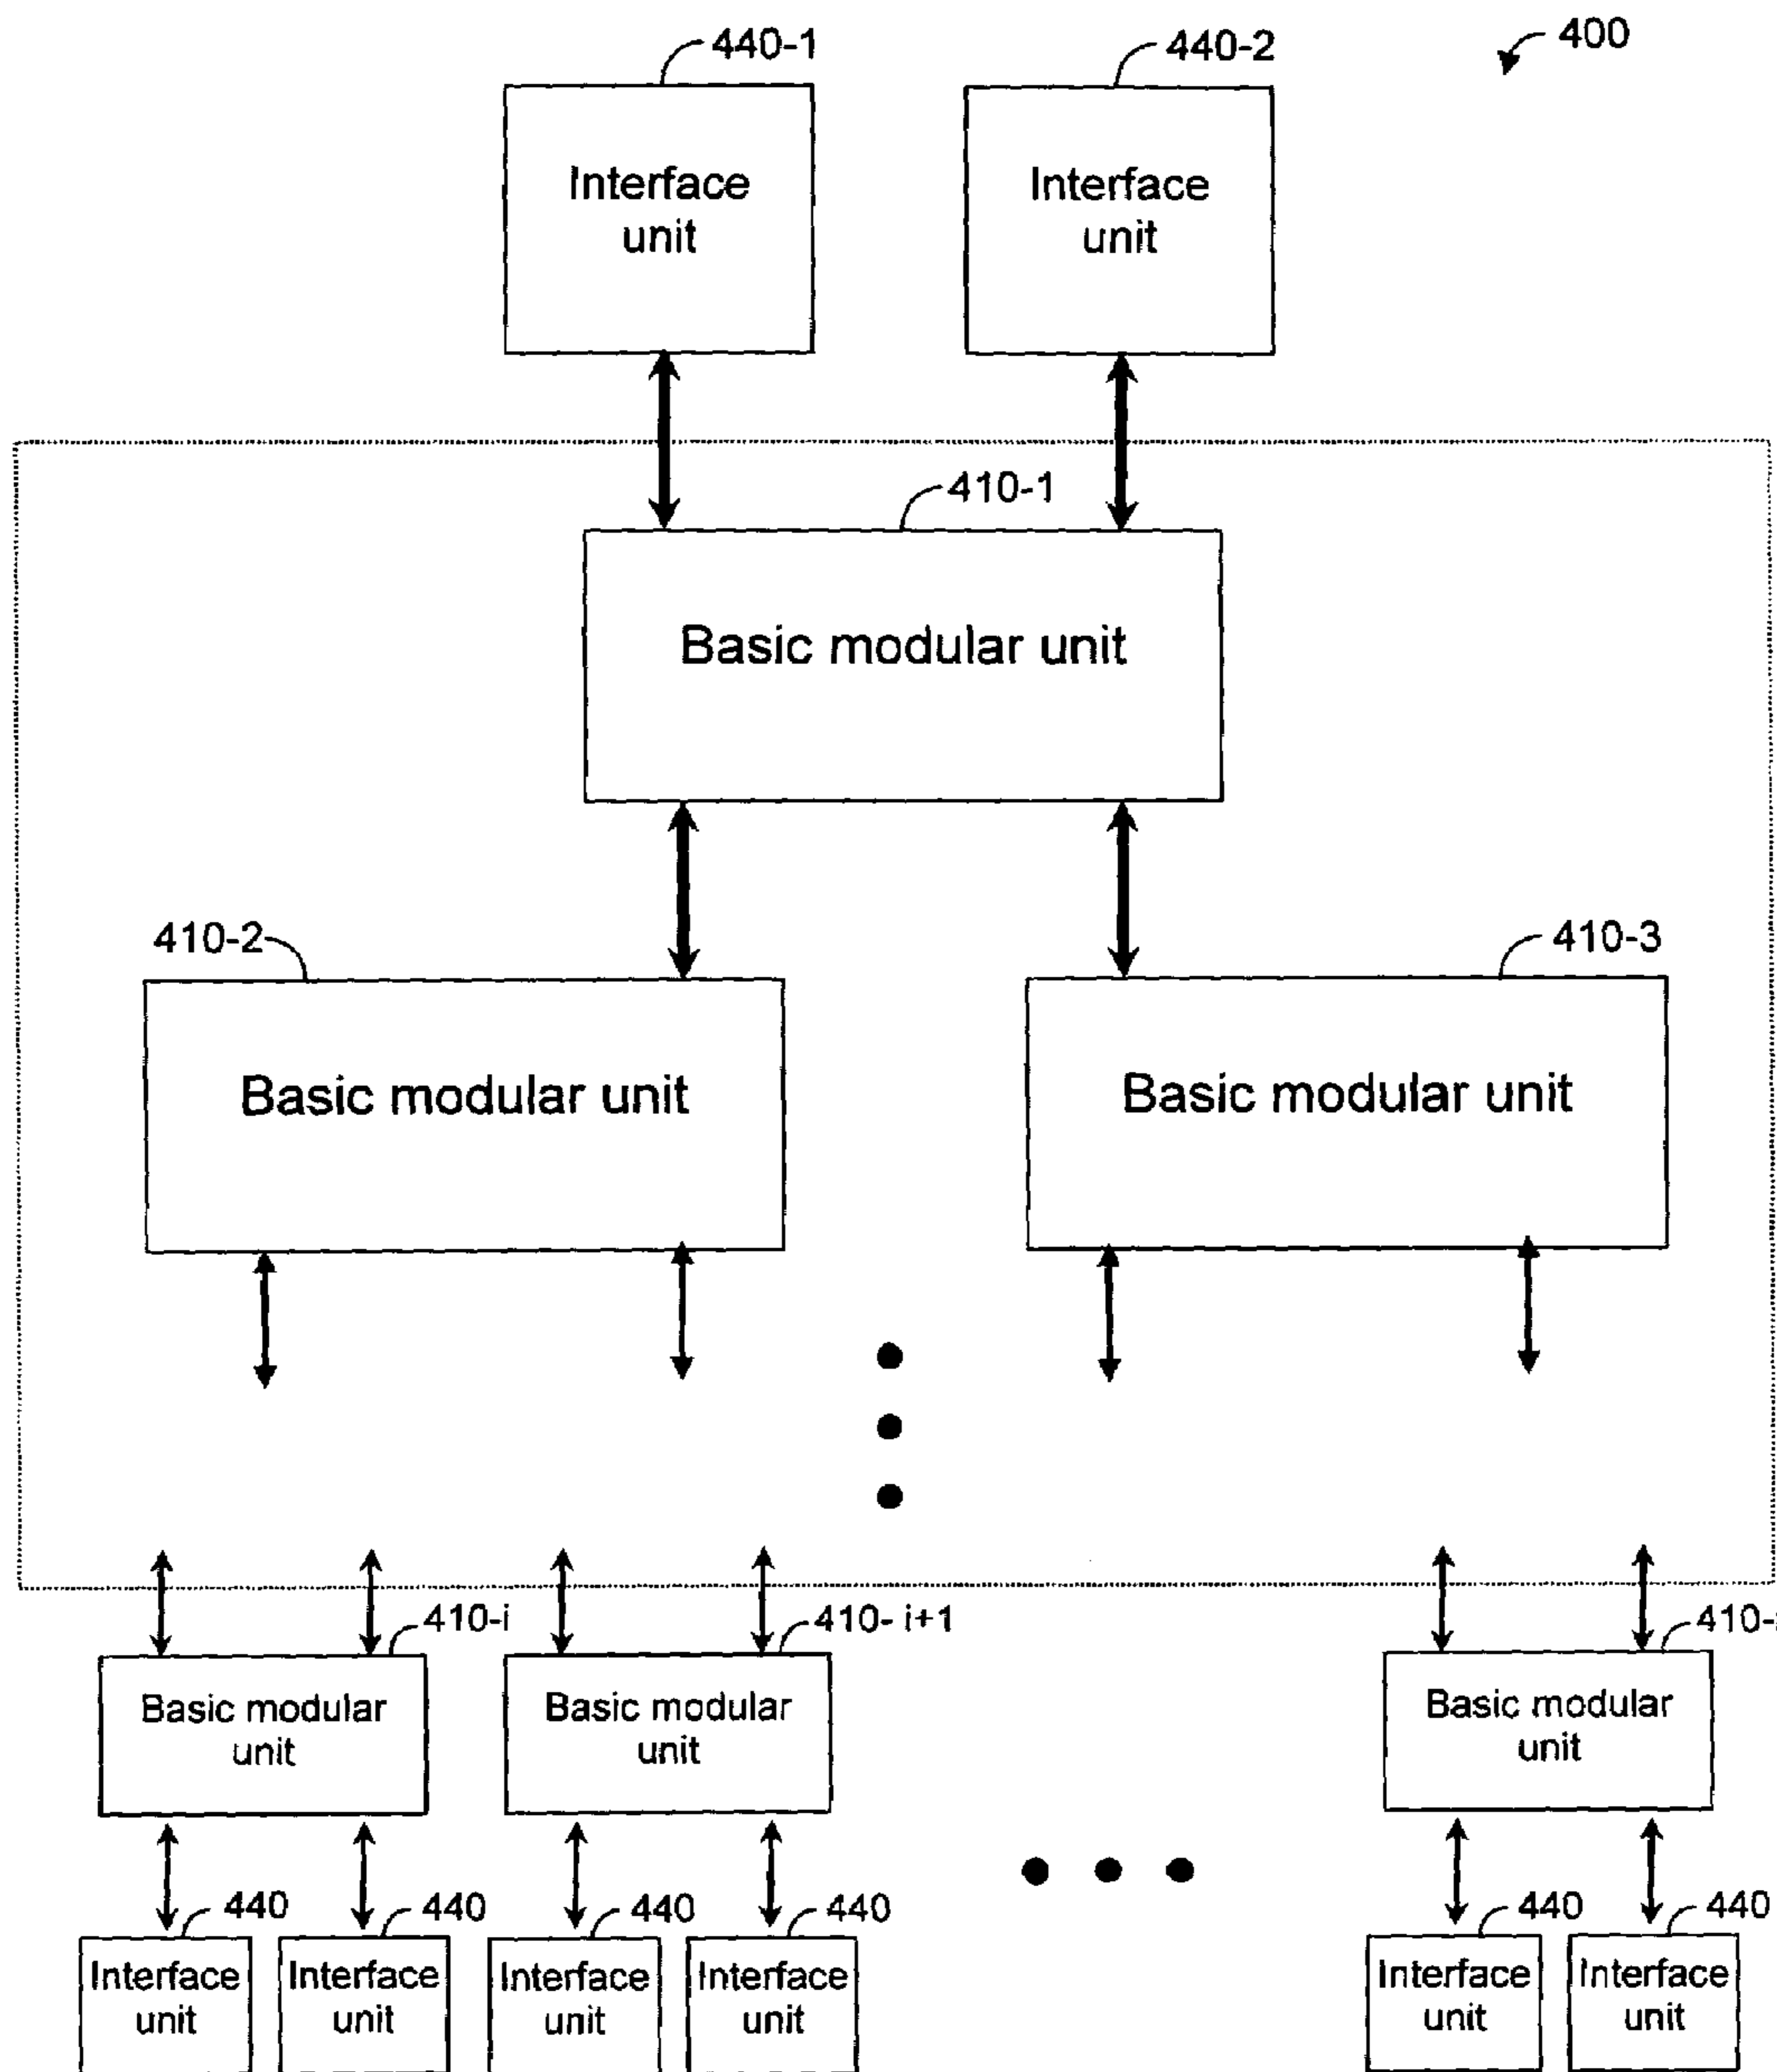 440-1
440-2
400
Interface
unit
Interface
unit
410-1
Basic modular unit
410-2
410-3
Basic modular unit
Basic modular unit
410-i
410- i+1
Basic modular
unit
Basic modular
unit
Basic modular
unit
440
440
440
440
440
440
Interface
unit
Interface
unit
Interface
unit
Interface
unit
Interface
unit
Interface
unit